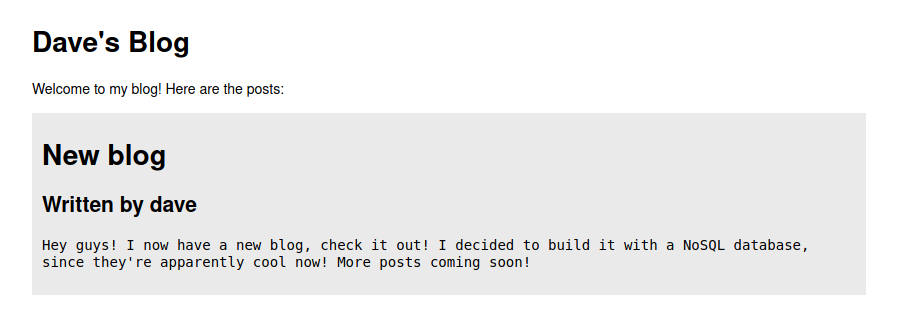 Dave's Blog
Welcome to my blog! Here are the posts:
New blog
Written by dave
Hey guys! I now have a new blog, check it out! I decided to build it with a NoSQL database,
since they're apparently cool now! More posts coming soon!